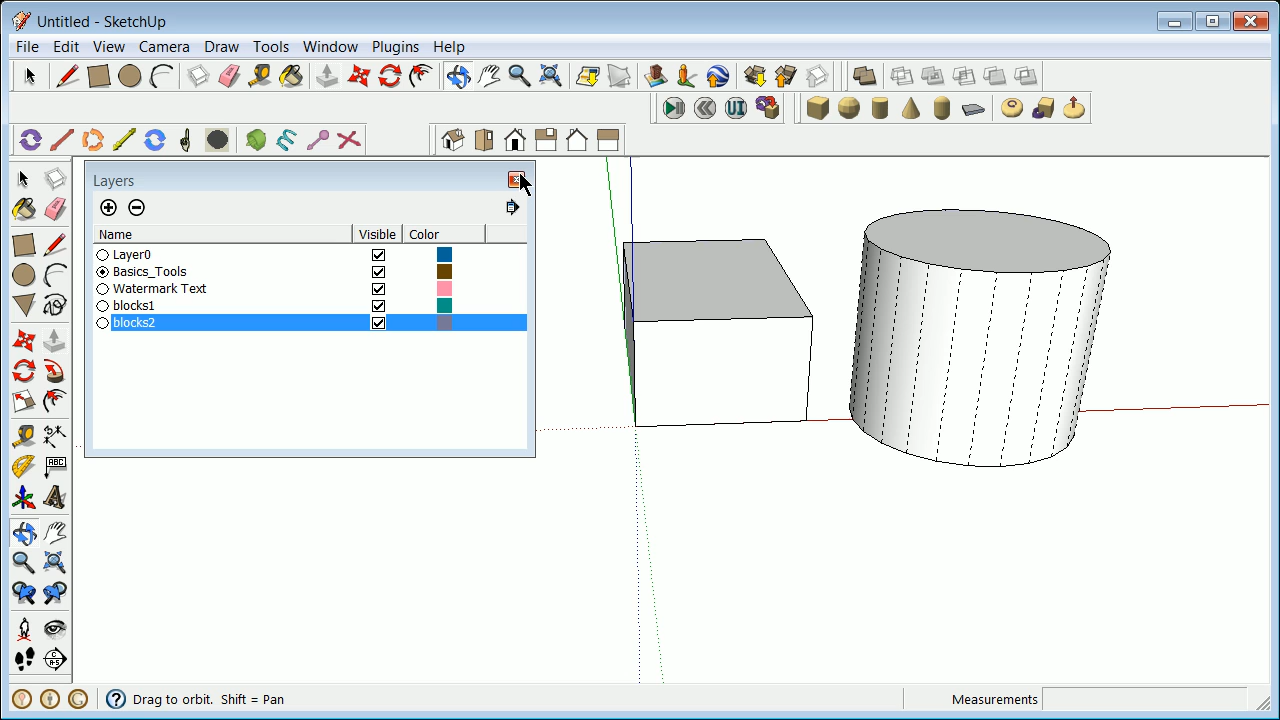 Untitled - SketchUp
File Edit View Camera Draw Tools Window Plugins Help
UI
Layers
Name Visible Color
Layer0
Basics_Tools
Watermark Text
blocks1
blocks2
ABC
Drag to orbit. Shift = Pan
Measurements